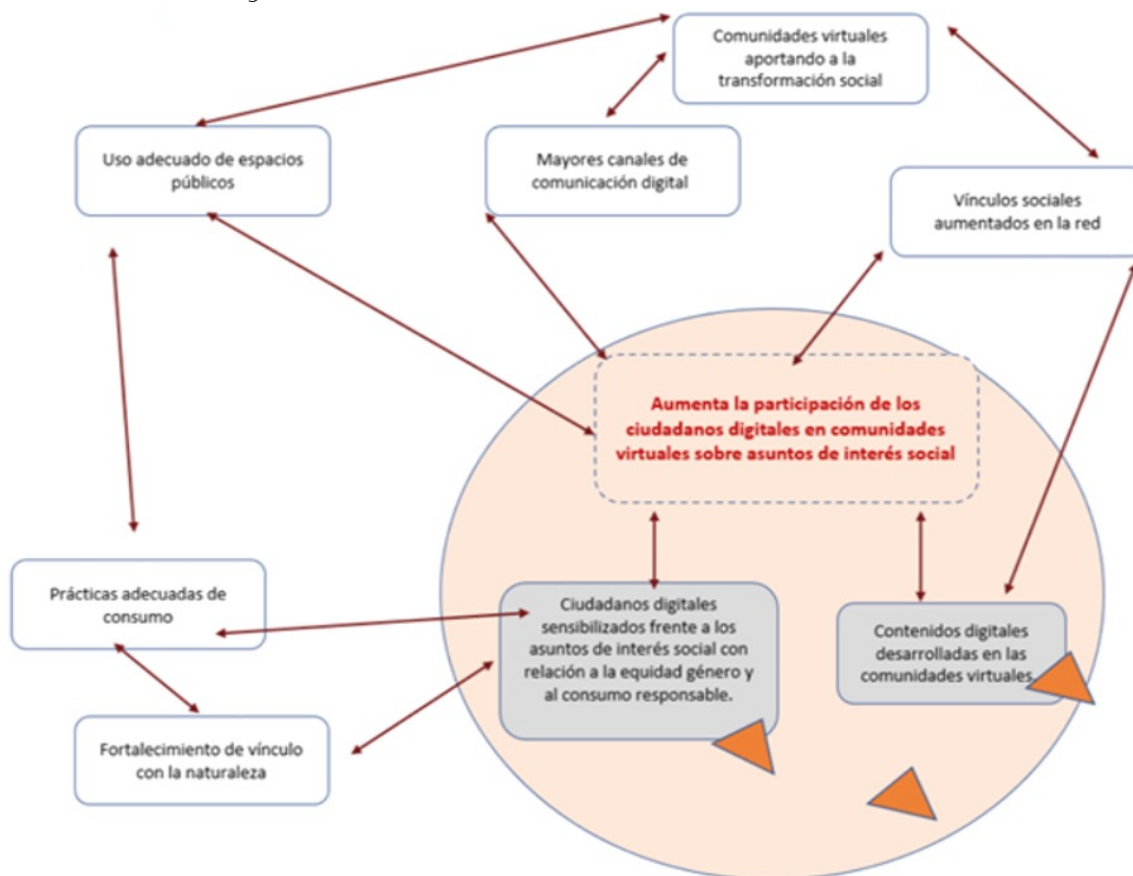 Comunidades virtuales
aportando a la
transformación social
Uso adecuado de espacios
públicos
Mayores canales de
comunicación digital
Vínculos sociales
aumentados en la red
Aumenta la participación de los
ciudadanos digitales en comunidades
virtuales sobre asuntos de interés social
Prácticas adecuadas de
consumo
Ciudadanos digitales
sensibilizados frente a los
asuntos de interés social con
relación a la equidad género y
al consumo responsable.
Contenidos digitales
desarrolladas en las
comunidades virtuales.
Fortalecimiento de vínculo
con la naturaleza